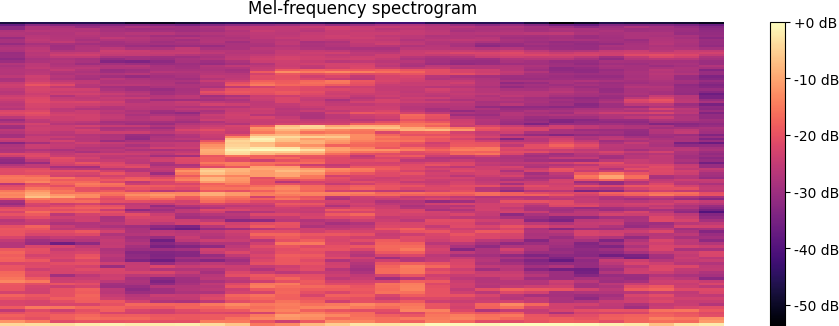 Mel-frequency spectrogram
+0 dB
-10 dB
-20 dB
-30 dB
-40 dB
-50 dB